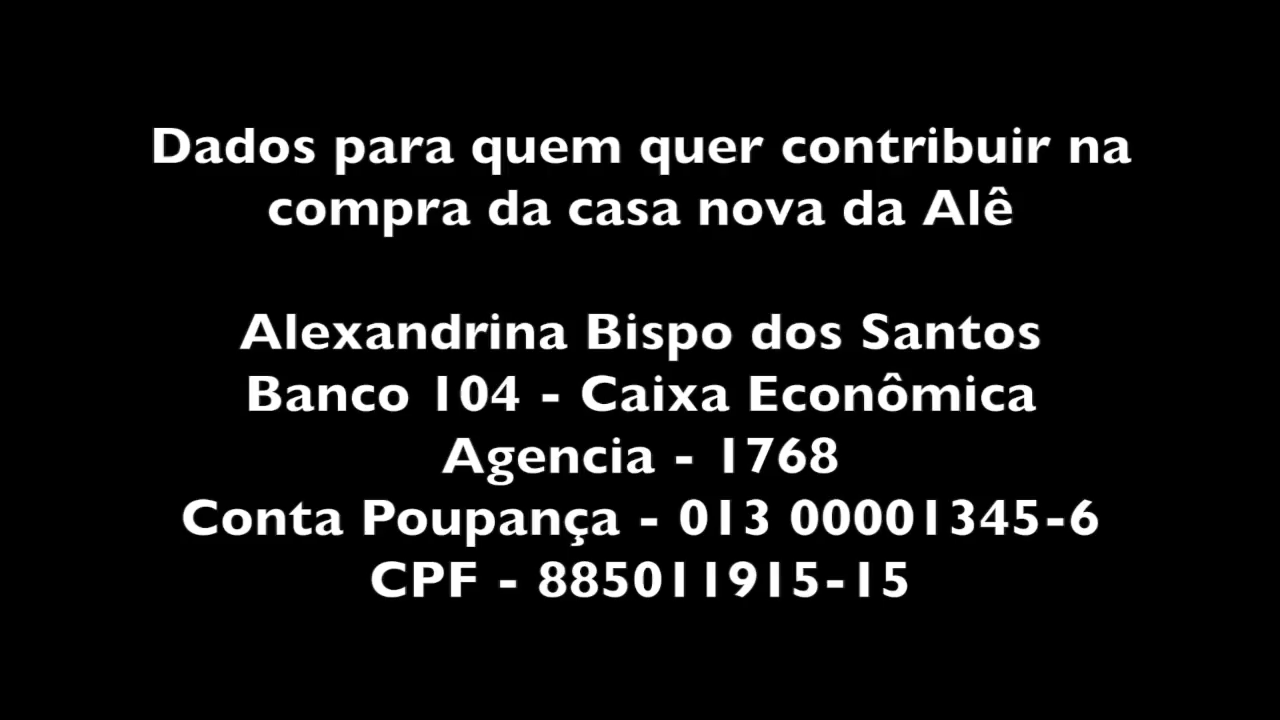 Dados para quem quer contribuir na
compra da casa nova da Alê
Alexandrina Bispo dos Santos
Banco 104 - Caixa Econômica
Agencia - 1768
Conta Poupança - 013 00001345-6
CPF - 885011915-15